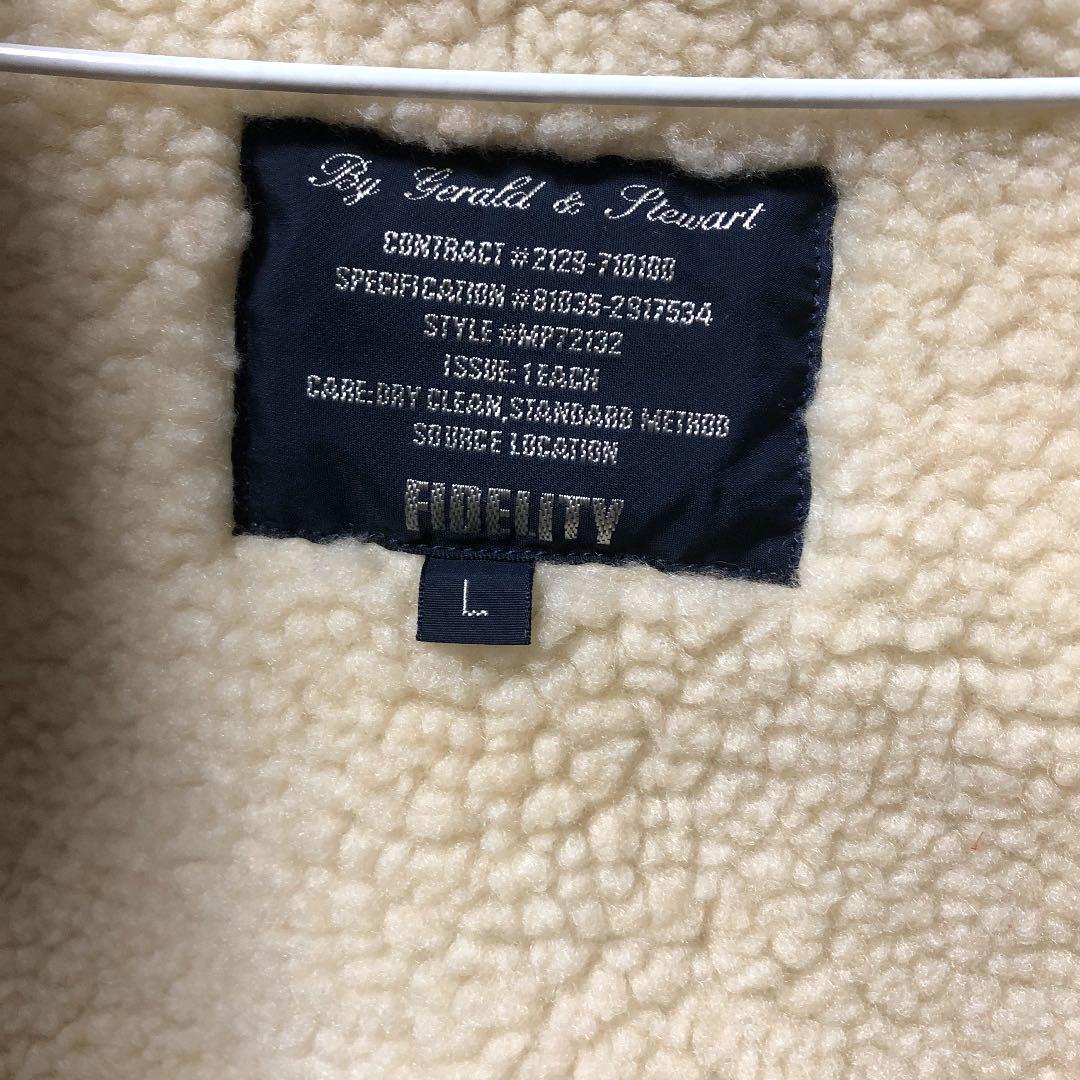 By Gerald & Stewart
CONTRACT #2129-710100
SPECIFICATION #81035-2917534
STYLE #MP72132
ISSUE: 1 EACH
CARE:DRY CLEAN,STANDARD METHOD
SOURCE LOCATION
FIDELITY
L